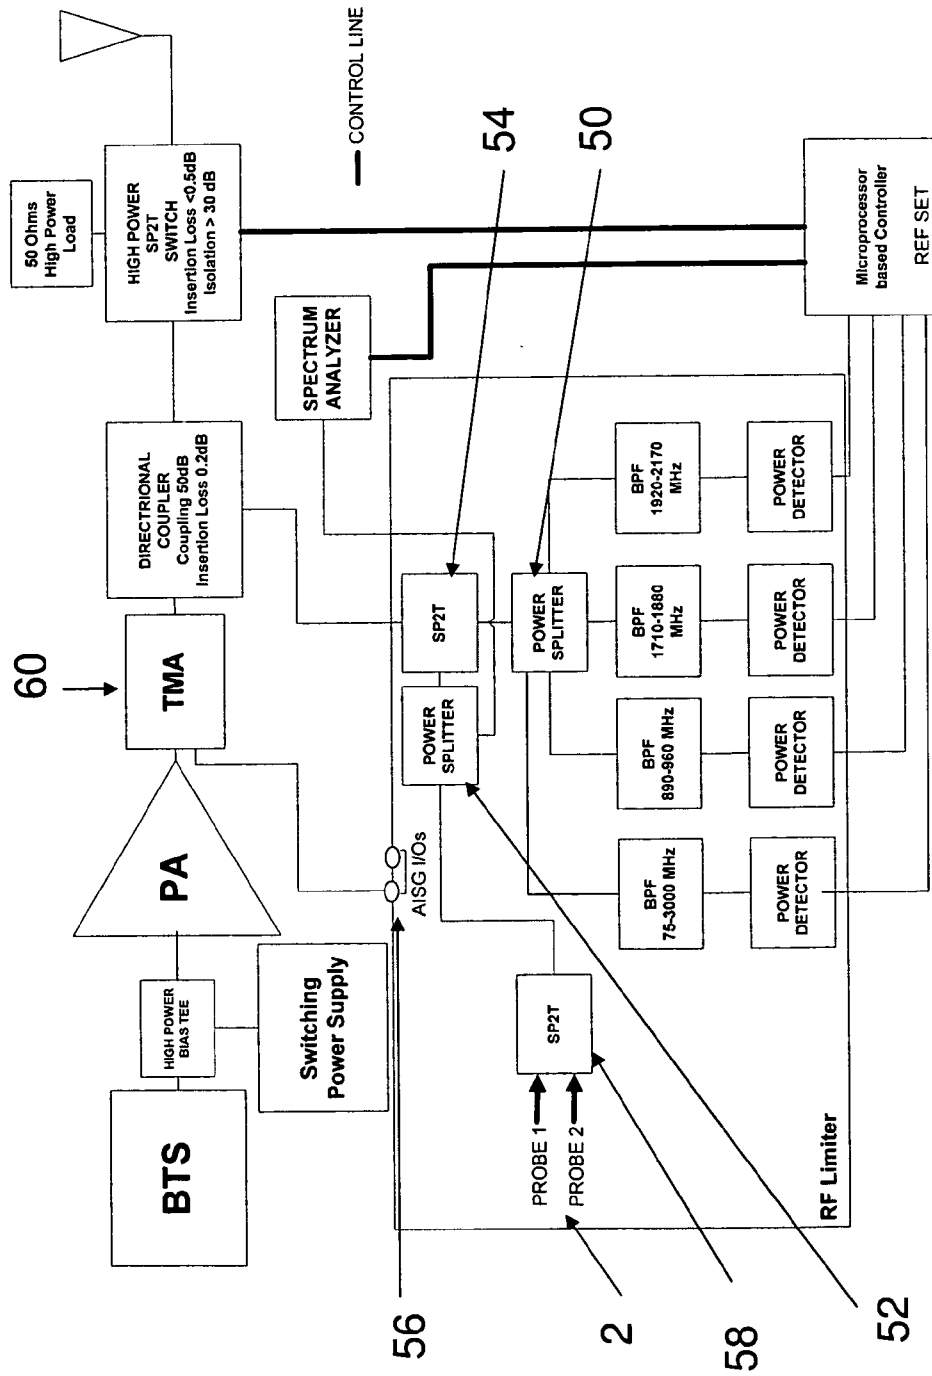 BTS
HIGH POWER
BIAS TEE
Switching
Power Supply
PA
60
TMA
DIRECTRIONAL
COUPLER
Coupling 50dB
Insertion Loss 0.2dB
50 Ohms
High Power
Load
HIGH POWER
SP2T
SWITCH
Insertion Loss <0.5dB
Isolation > 30 dB
CONTROL LINE
SPECTRUM
ANALYZER
56
AISG I/Os
POWER
SPLITTER
SP2T
54
POWER
SPLITTER
50
PROBE 1
PROBE 2
SP2T
2
58
52
BPF
75-3000 MHz
BPF
890-960 MHz
BPF
1710-1880
MHz
BPF
1920-2170
MHz
POWER
DETECTOR
POWER
DETECTOR
POWER
DETECTOR
POWER
DETECTOR
RF Limiter
Microprocessor
based Controller
REF SET